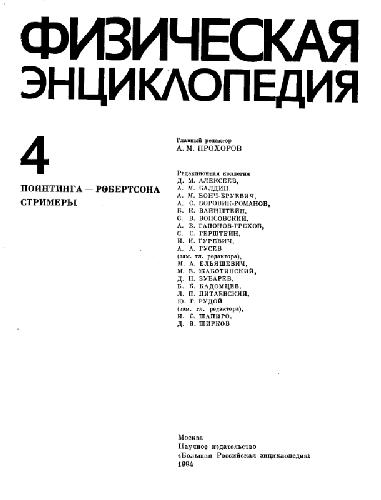 ФИЗИЧЕСКАЯ
ЭНЦИКЛОПЕДИЯ
4
ПОЙНТИНГА — РОБЕРТСОНА
СТРИМЕРЫ
Главный редактор
А. М. ПРОХОРОВ
Редакционная коллегия
Д. М. АЛЕКСЕЕВ,
А. М. БАЛДИН,
А. М. БОНЧ-БРУЕВИЧ,
А. С. БОРОВИК-РОМАНОВ,
Б. К. ВАЙНШТЕЙН,
С. В. ВОНСОВСКИЙ,
А. В. ГАПОНОВ-ГРЕХОВ,
С. С. ГЕРШТЕЙН,
И. И. ГУРЕВИЧ,
А. А. ГУСЕВ
(зам. гл. редактора),
М. А. ЕЛЬЯШЕВИЧ,
М. Е. ЖАБОТИНСКИЙ,
Д. Н. ЗУБАРЕВ,
Б. Б. КАДОМЦЕВ,
Л. П. ПИТАЕВСКИЙ,
Ю. Г. РУДОЙ
(зам. гл. редактора),
И. С. ШАПИРО,
Д. В. ШИРКОВ
Москва
Научное издательство
«Большая Российская энциклопедия»
1994